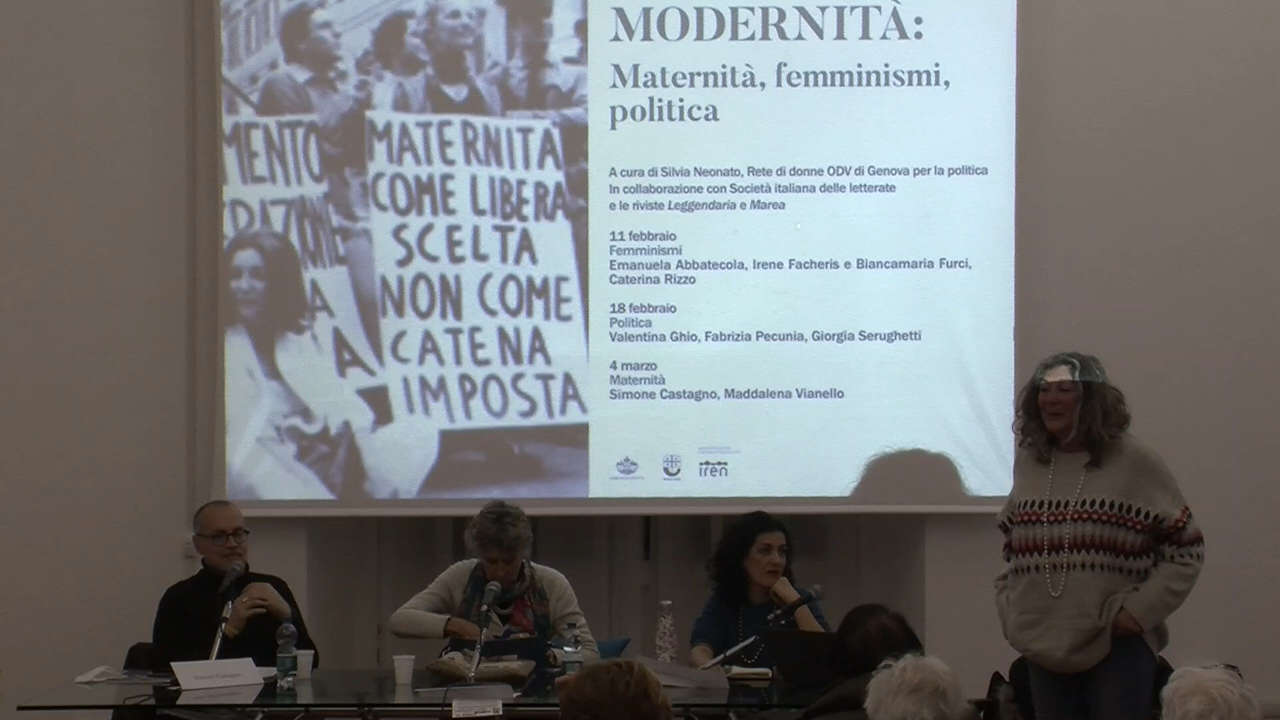 MODERNITÀ:
Maternità, femminismi,
politica
A cura di Silvia Neonato, Rete di donne ODV di Genova per la politica
In collaborazione con Società italiana delle letterate
e le riviste Leggendaria e Marea
11 febbraio
Femminismi
Emanuela Abbatecola, Irene Facheris e Biancamaria Furci,
Caterina Rizzo
18 febbraio
Politica
Valentina Ghio, Fabrizia Pecunia, Giorgia Serughetti
4 marzo
Maternità
Simone Castagno, Maddalena Vianello
iren
MENTO
RAZIONE
A
A
MATERNITÀ
COME LIBERA
SCELTA
NON COME
CATENA
IMPOSTA